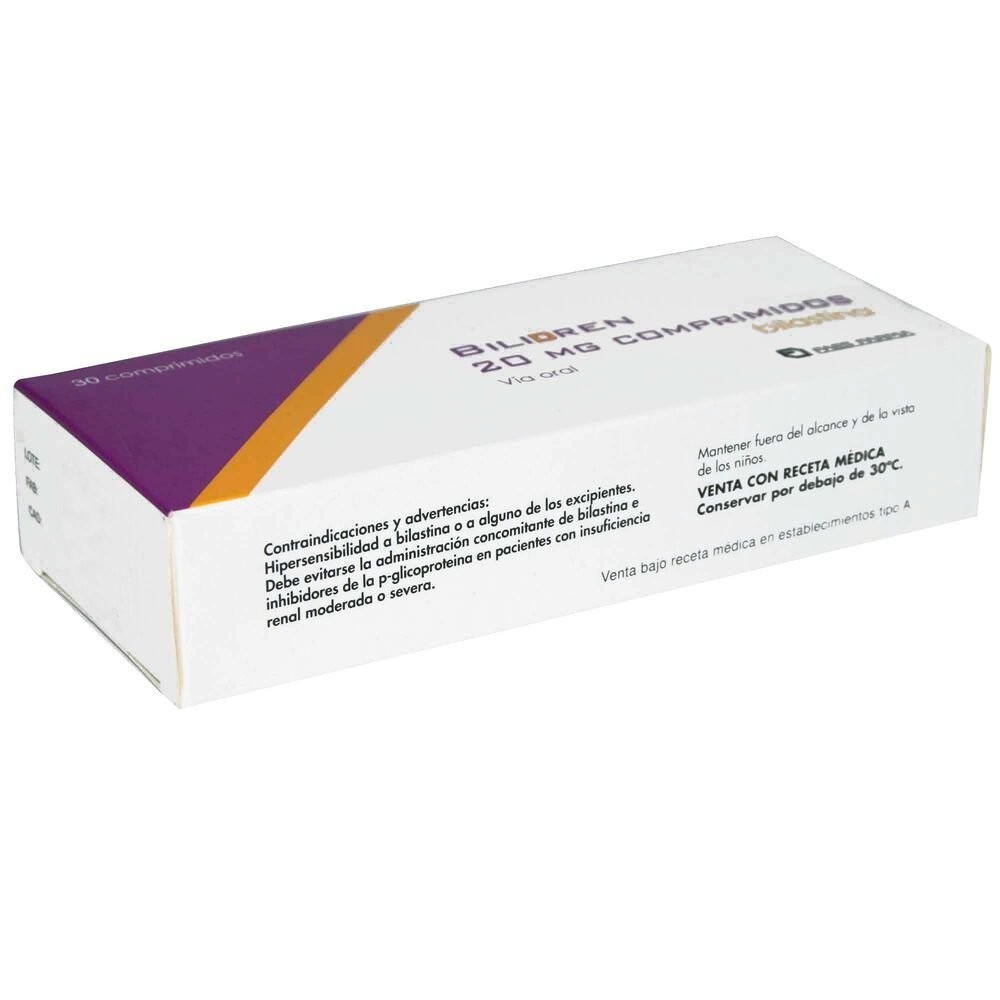 30 comprimidos
BILIDREN
20 MG COMPRIMIDOS
bilastina
Vía oral
LOTE:
FAB:
CAD:
Contraindicaciones y advertencias:
Hipersensibilidad a bilastina o a alguno de los excipientes.
Debe evitarse la administración concomitante de bilastina e
inhibidores de la p-glicoproteina en pacientes con insuficiencia
renal moderada o severa.
Mantener fuera del alcance y de la vista
de los niños.
VENTA CON RECETA MÉDICA
Conservar por debajo de 30ºC.
Venta bajo receta médica en establecimientos tipo A